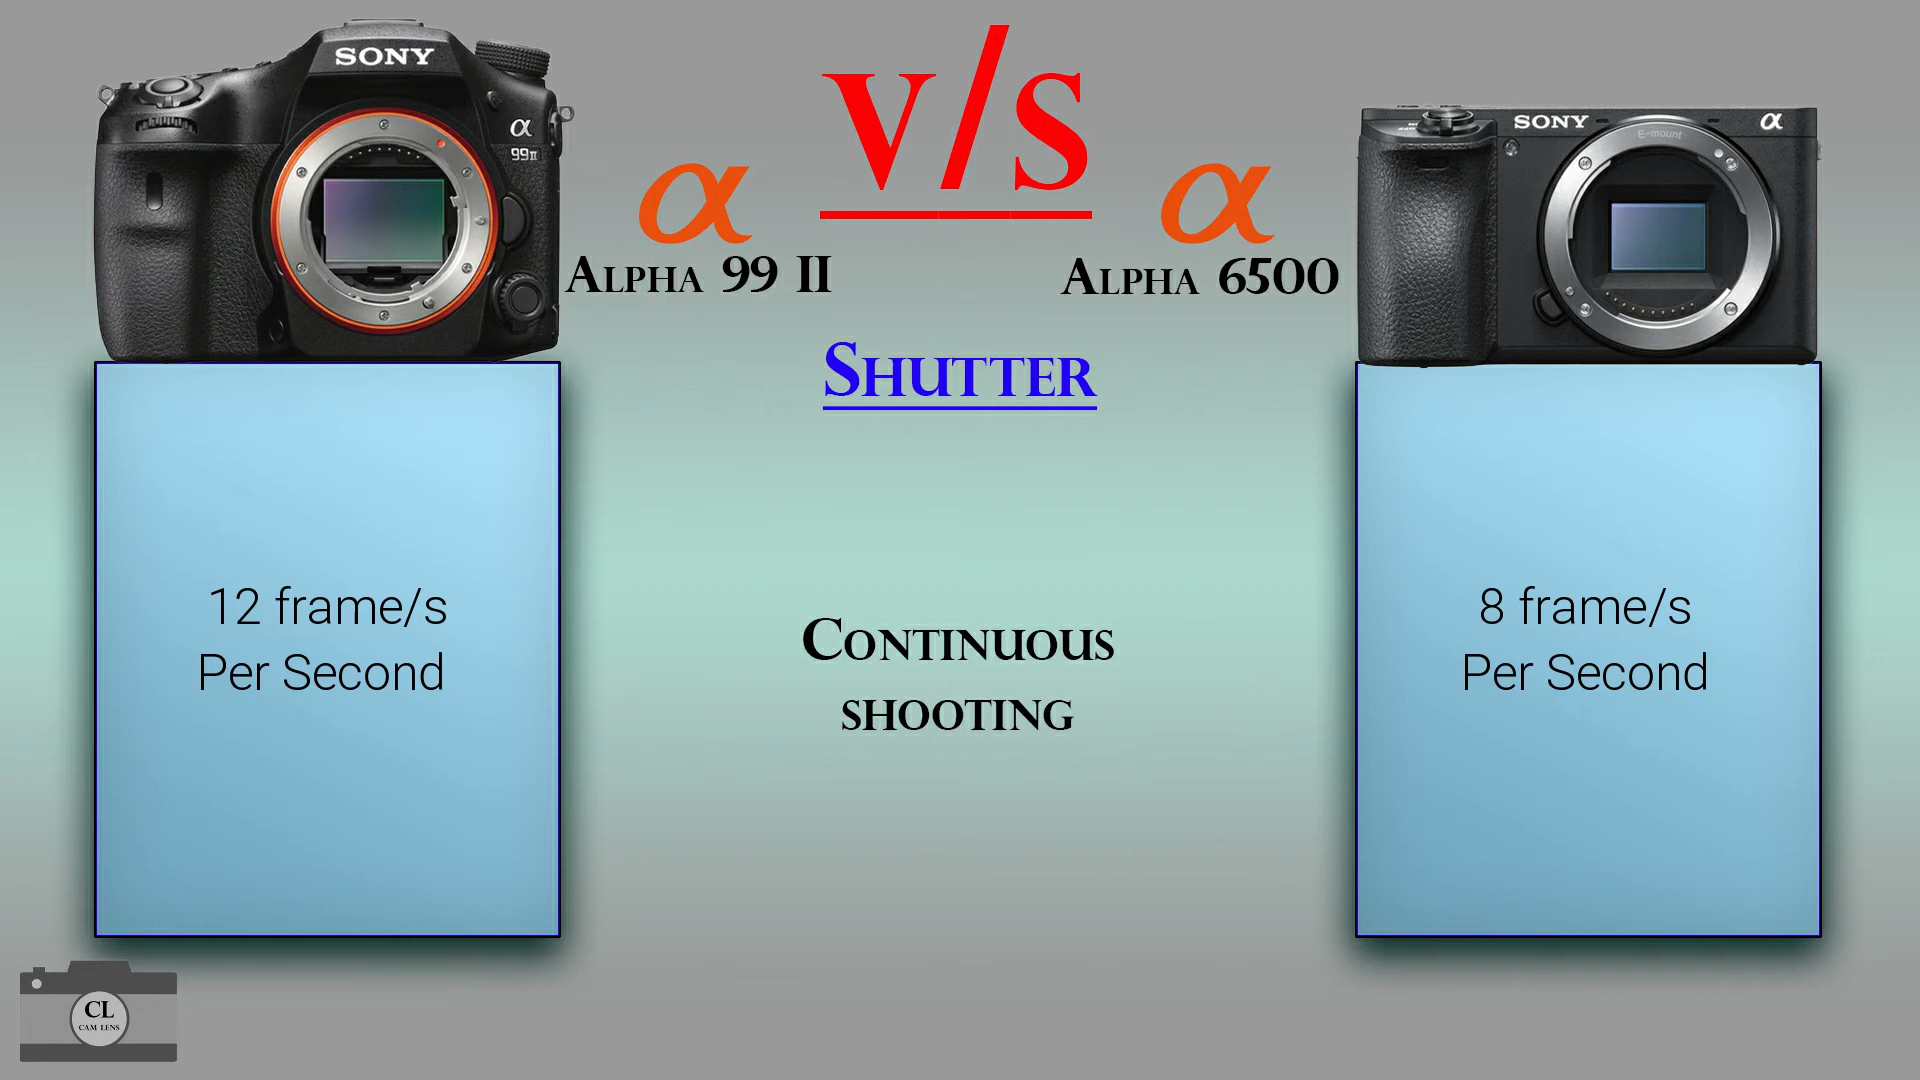 SONY
α
99II
V/S
α
ALPHA 99 II
α
ALPHA 6500
SONY
E-mount
α
SHUTTER
12 frame/s
Per Second
CONTINUOUS
SHOOTING
8 frame/s
Per Second
CL
CAM LENS